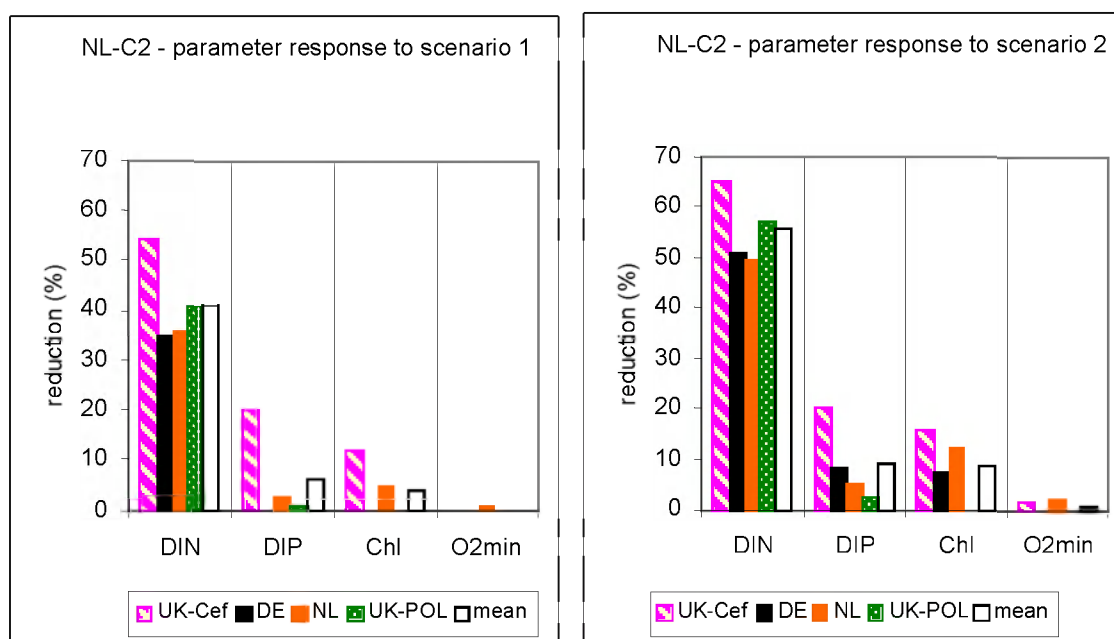 NL-C2 - parameter response to scenario 1
reduction (%)
70
60
50
40
30
20
10
0
DIN DIP Chl O2min
UK-Cef DE NL UK-POL mean
NL-C2 - parameter response to scenario 2
reduction (%)
70
60
50
40
30
20
10
0
DIN DIP Chl O2min
UK-Cef DE NL UK-POL mean